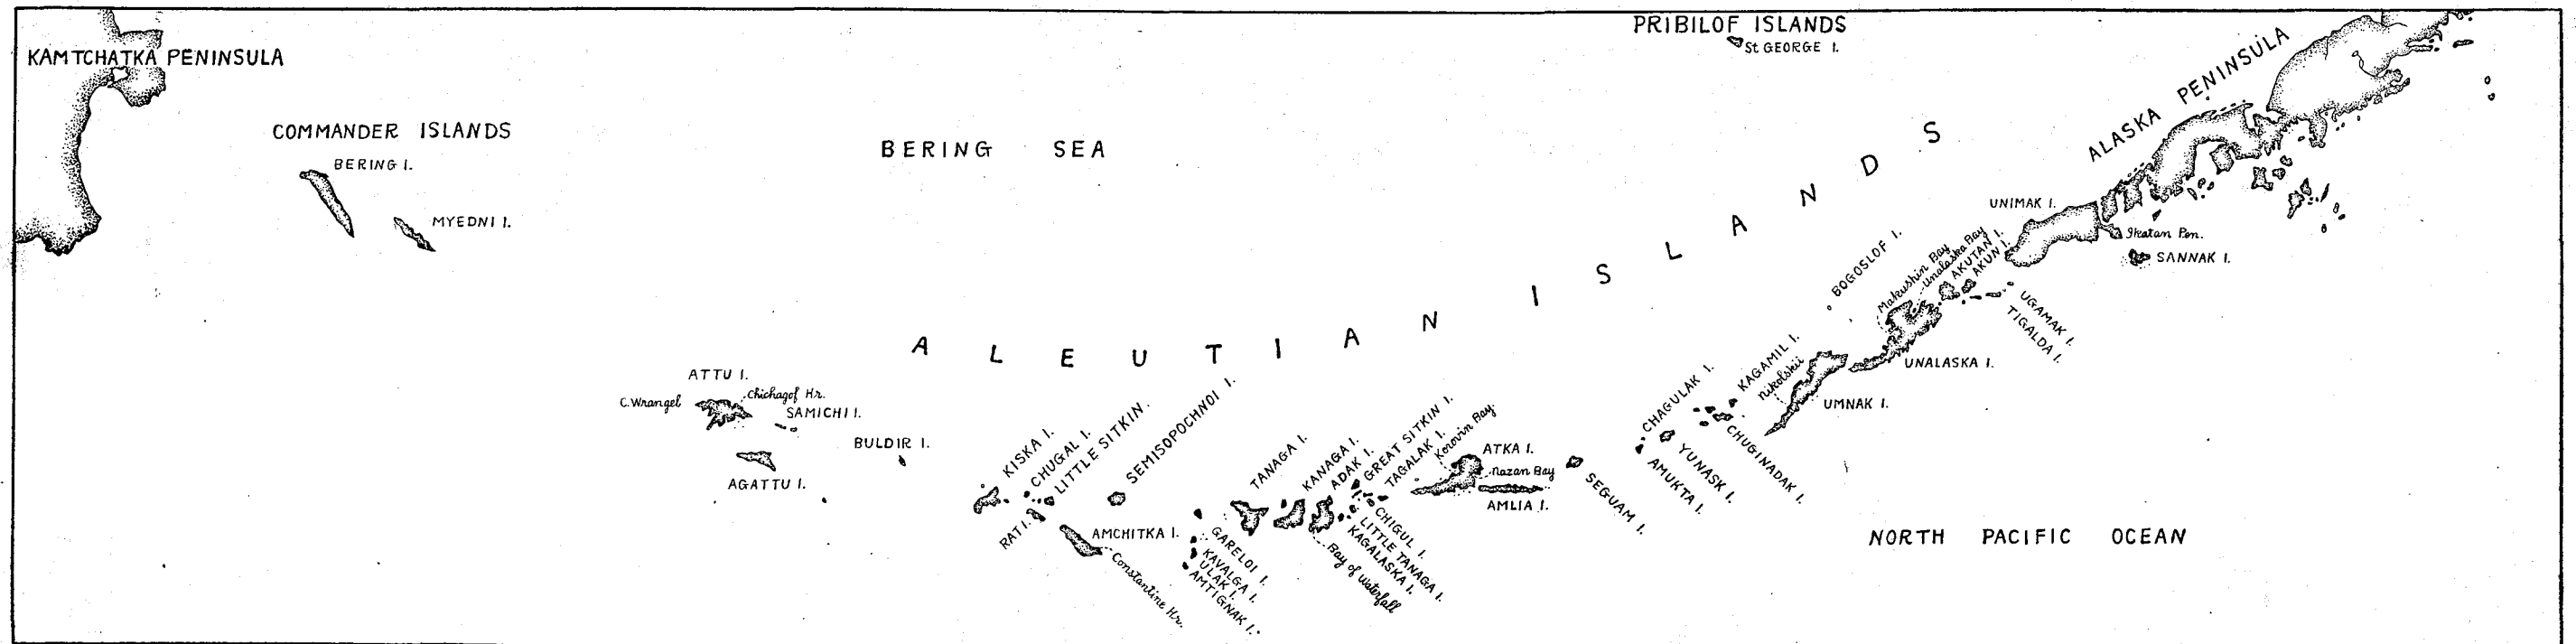 PRIBILOF ISLANDS
St GEORGE I.
KAMTCHATKA PENINSULA
ALASKA PENINSULA
COMMANDER ISLANDS
BERING I.
MYEDNI I.
BERING SEA
ALEUTIAN ISLANDS
UNIMAK I.
Ikatan Pen.
SANNAK I.
BOGOSLOF I.
Makushin Bay
Unalaska Bay
AKUTAN I.
AKUN I.
UGAMAK I.
TIGALDA I.
UNALASKA I.
KAGAMIL I.
Nikolskii
UMNAK I.
CHAGULAK I.
CHUGINADAK I.
YUNASK I.
AMUKTA I.
ATTU I.
C. Wrangel
Chichagof Hr.
SAMICHI I.
BULDIR I.
AGATTU I.
KISKA I.
CHUGAL I.
LITTLE SITKIN.
SEMISOPOCHNOI I.
RAT I.
AMCHITKA I.
Constantine Hr.
TANAGA I.
KANAGA I.
ADAK I.
GREAT SITKIN I.
TAGALAK I.
Korovin Bay.
ATKA I.
Nazan Bay
AMLIA I.
SEGUAM I.
GARELOI I.
KAVALGA I.
ULAK I.
AMTIGNAK I.
CHIGUL I.
LITTLE TANAGA I.
KAGALASKA I.
Bay of Waterfall
NORTH PACIFIC OCEAN